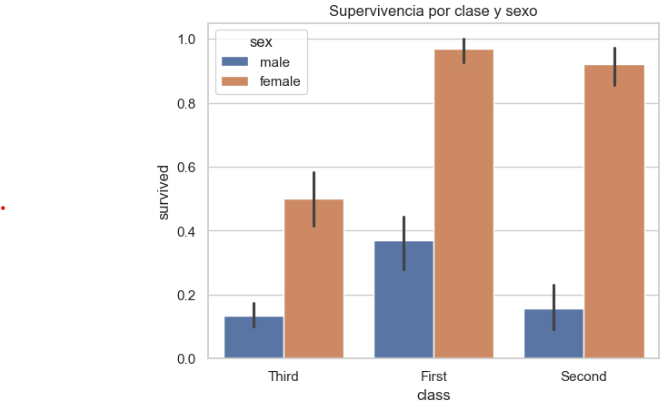 Supervivencia por clase y sexo
sex
male
female
1.0
0.8
0.6
0.4
0.2
0.0
survived
Third First Second
class